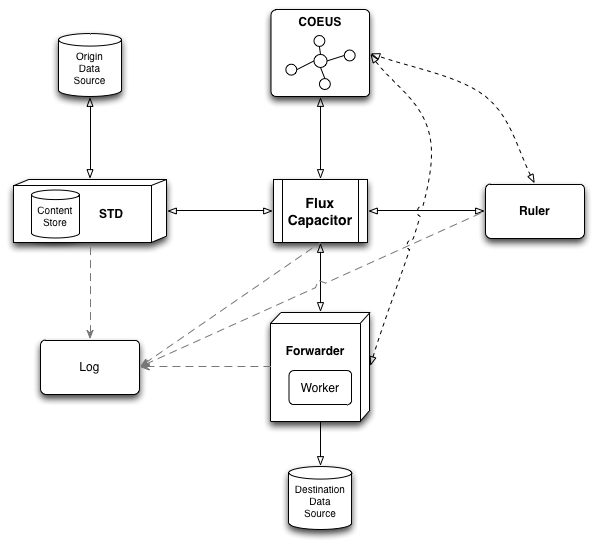 COEUS
Origin
Data
Source
Content
Store
STD
Flux
Capacitor
Ruler
Log
Forwarder
Worker
Destination
Data
Source